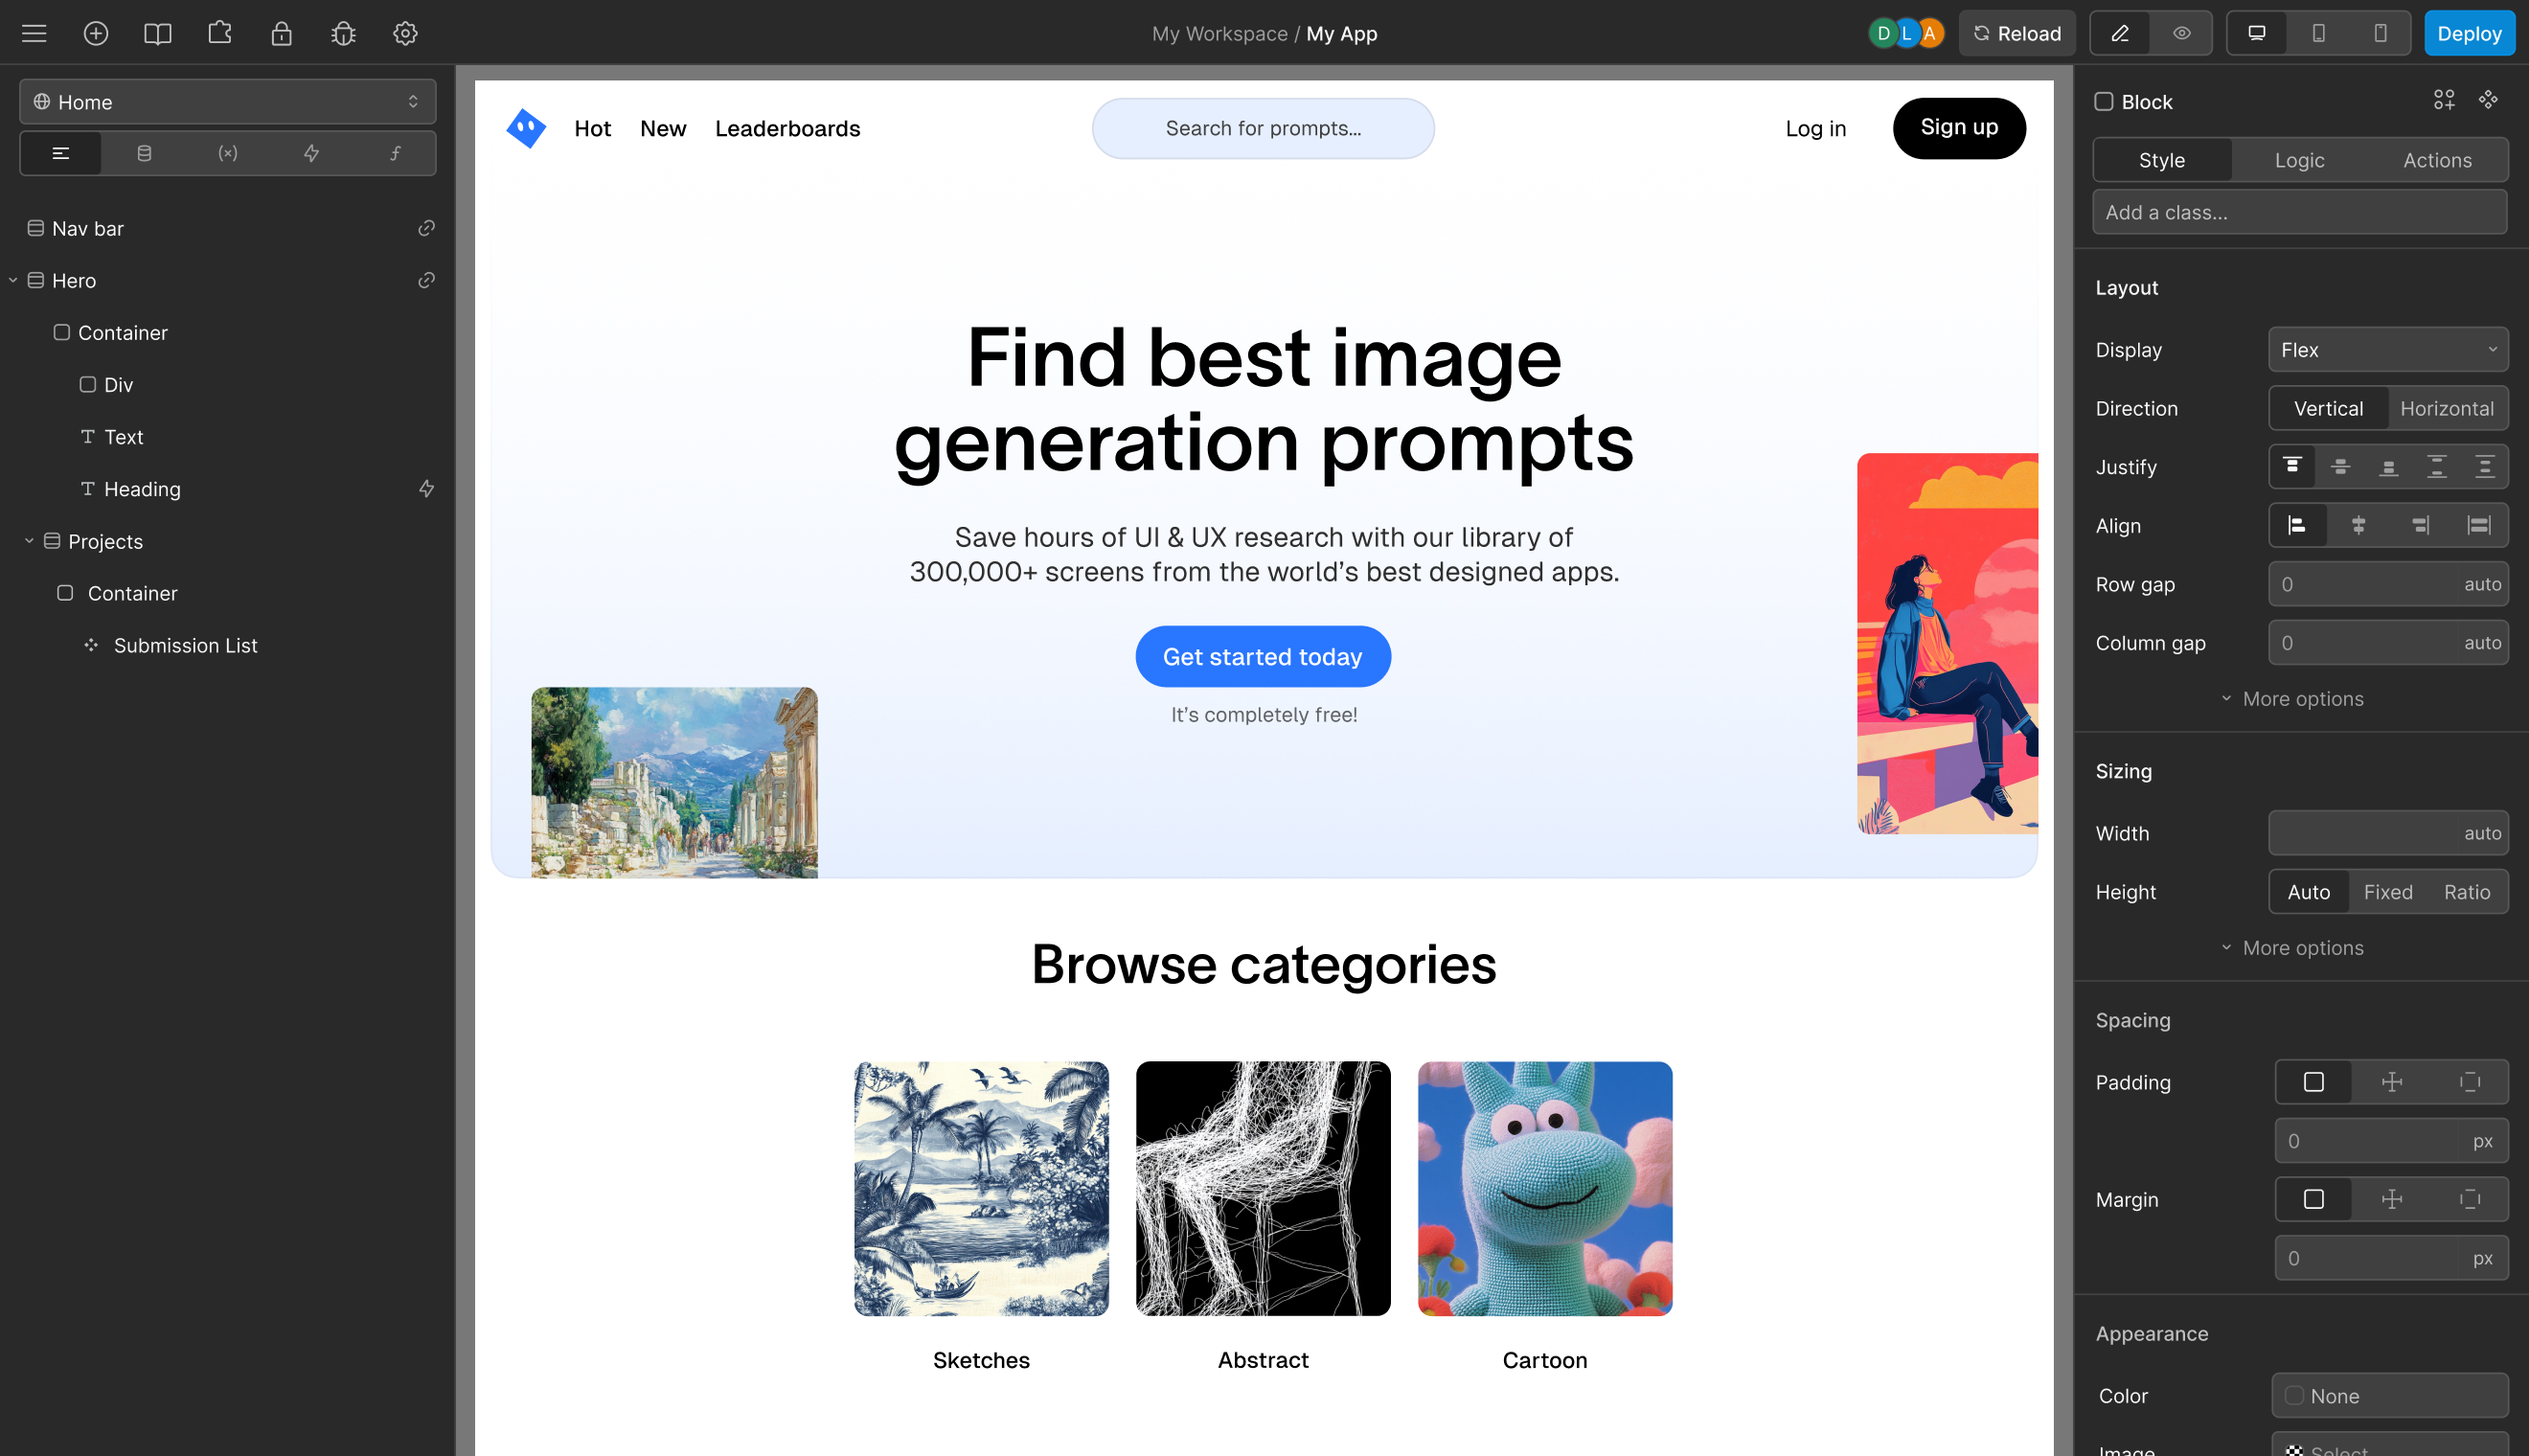 My Workspace / My App
D L A
Reload
Deploy
Home
Nav bar
Hero
Container
Div
Text
Heading
Projects
Container
Submission List
Hot New Leaderboards
Search for prompts...
Log in
Sign up
Find best image
generation prompts
Save hours of UI & UX research with our library of
300,000+ screens from the world’s best designed apps.
Get started today
It’s completely free!
Browse categories
Sketches
Abstract
Cartoon
Block
Style Logic Actions
Add a class...
Layout
Display Flex
Direction Vertical Horizontal
Justify
Align
Row gap 0 auto
Column gap 0 auto
More options
Sizing
Width auto
Height Auto Fixed Ratio
More options
Spacing
Padding
0 px
Margin
0 px
Appearance
Color None
Image Select